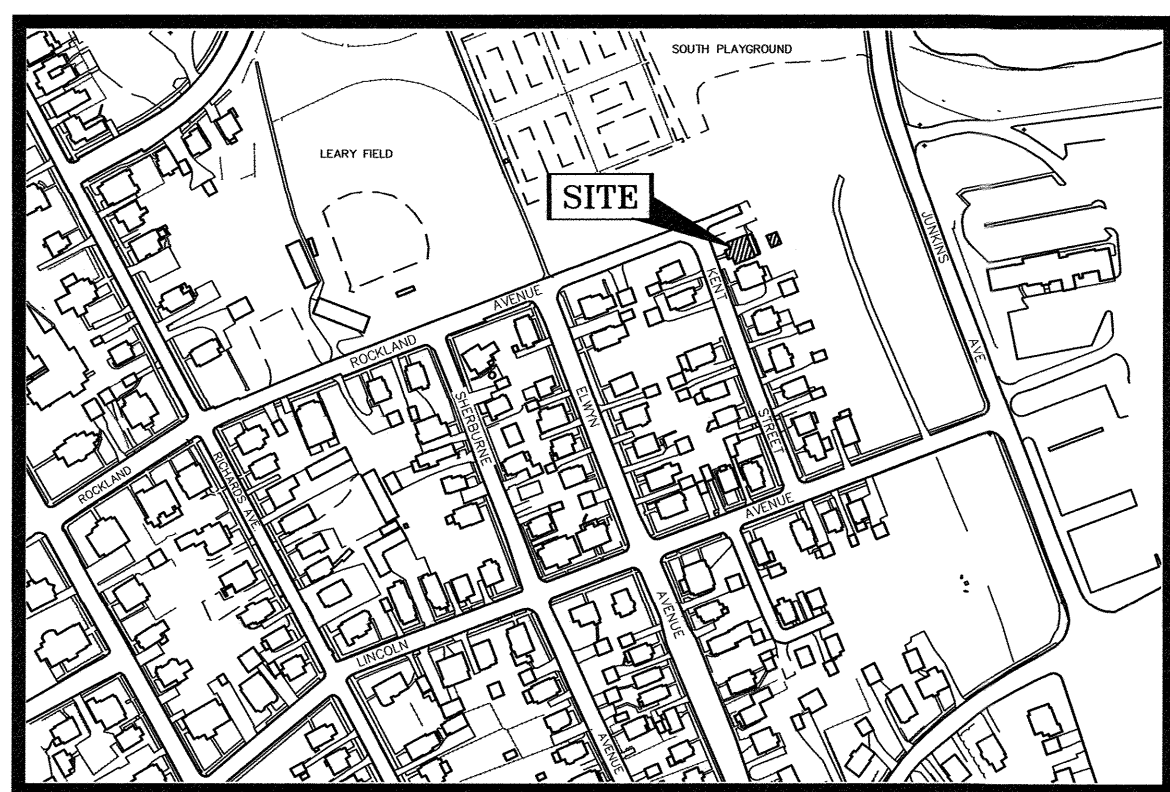 SOUTH PLAYGROUND
LEARY FIELD
SITE
JUNKINS
AVE
KENT
STREET
ROCKLAND
AVENUE
SHERBURNE
AVENUE
ELWYN
AVENUE
ROCKLAND
RICHARDS AVE
LINCOLN
AVENUE